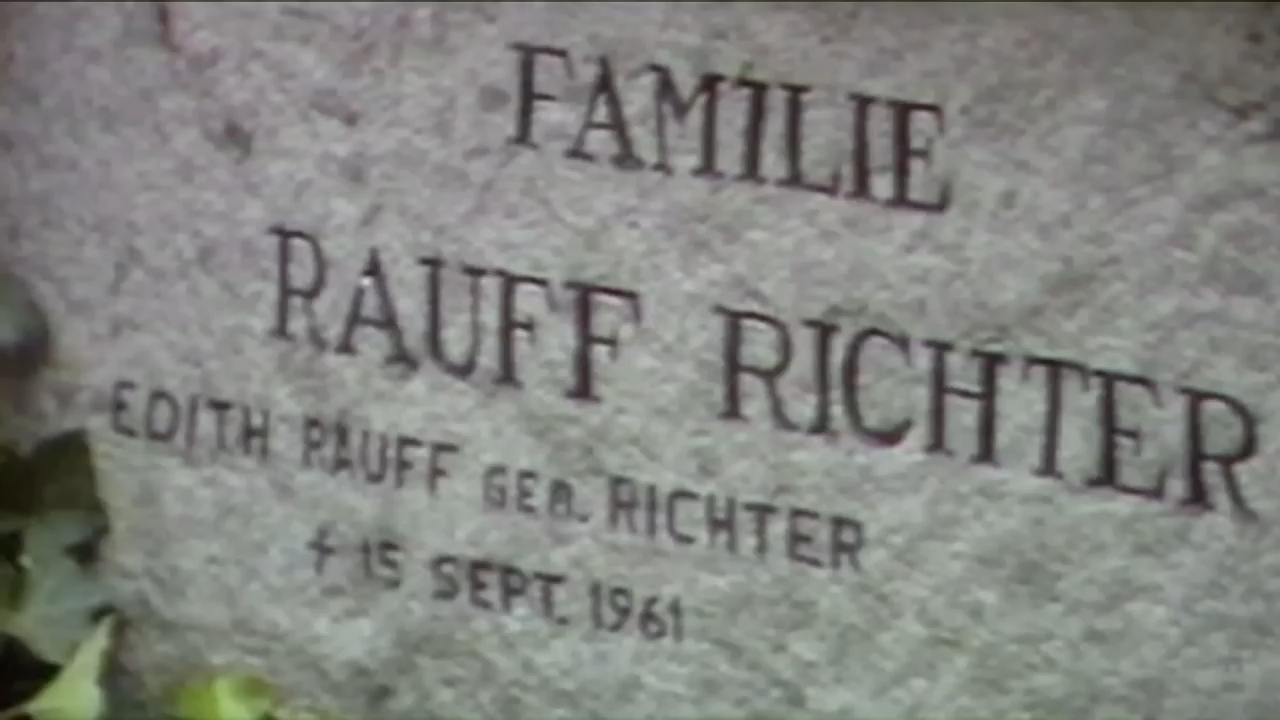 FAMILIE
RAUFF RICHTER
EDITH RAUFF GEB. RICHTER
† 15 SEPT. 1961